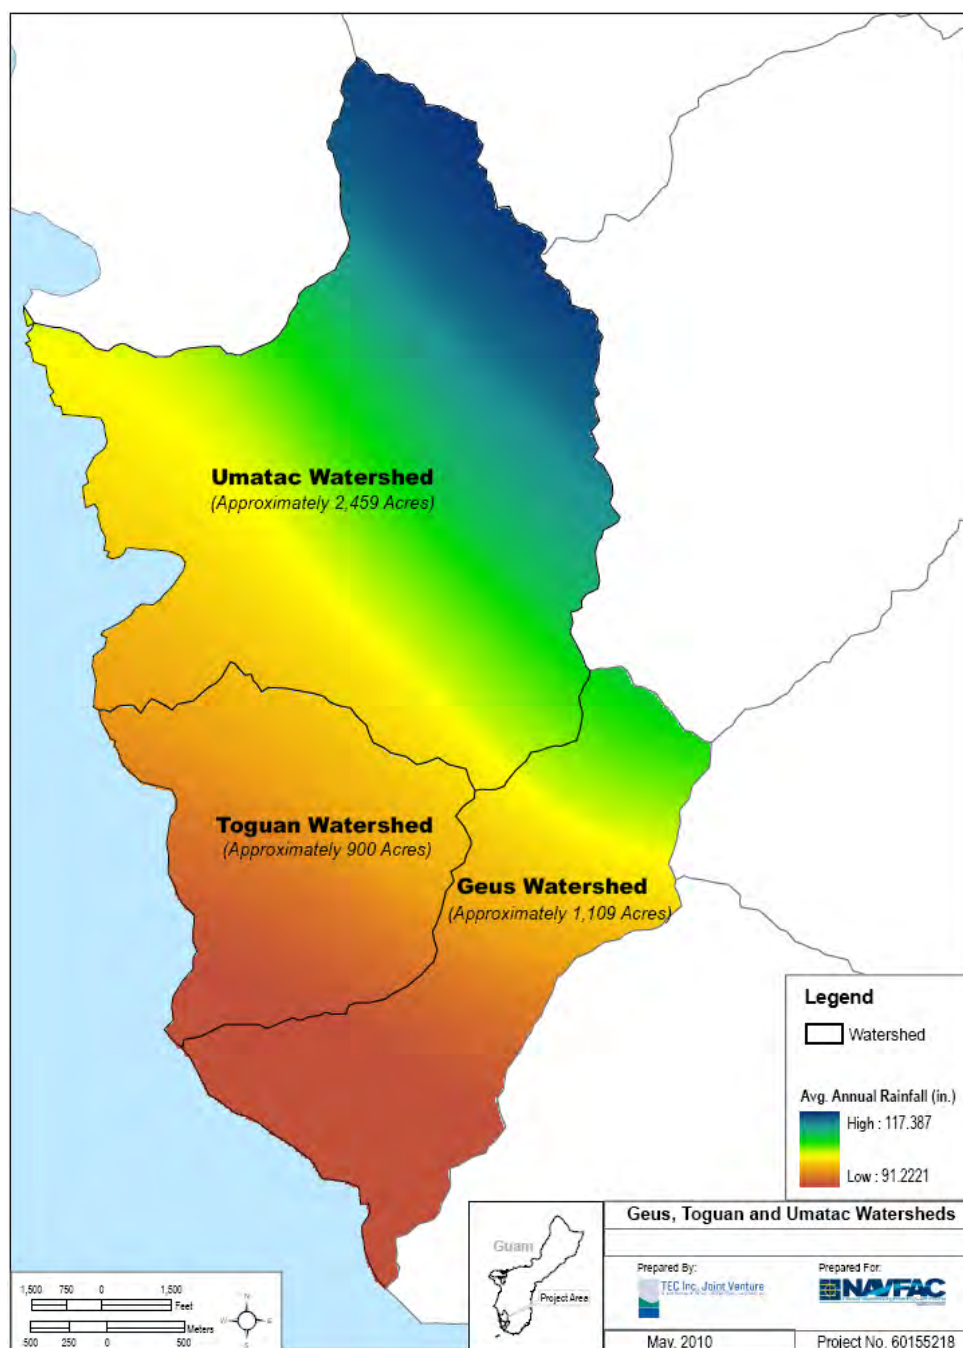 Umatac Watershed
(Approximately 2,459 Acres)
Toguan Watershed
(Approximately 900 Acres)
Geus Watershed
(Approximately 1,109 Acres)
Legend
Watershed
Avg. Annual Rainfall (in.)
High : 117.387
Low : 91.2221
Guam
Project Area
Geus, Toguan and Umatac Watersheds
Prepared By:
TEC Inc. Joint Venture
Prepared For:
NAVFAC
May, 2010
Project No. 60155218
1,500 750 0 1,500
Feet
Meters
500 250 0 500
N
W E
S